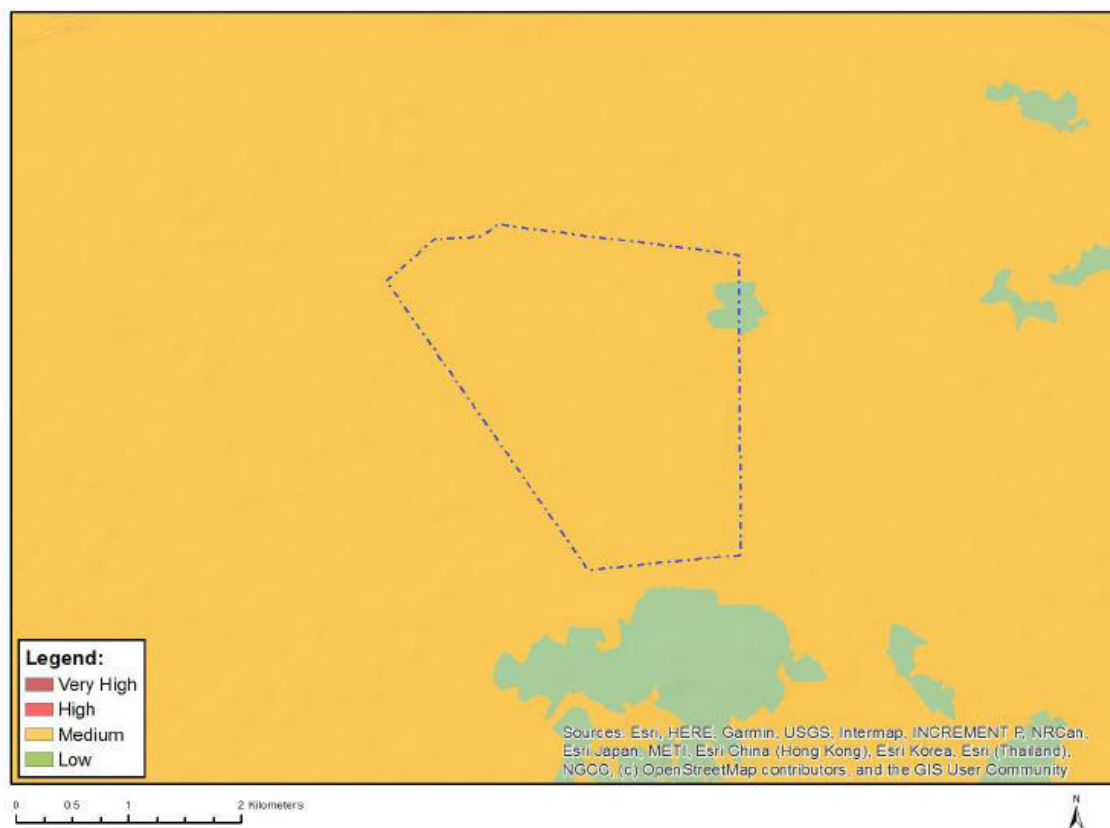 Legend:
Very High
High
Medium
Low
Sources: Esri, HERE, Garmin, USGS, Intermap, INCREMENT P, NRCan,
Esri Japan, METI, Esri China (Hong Kong), Esri Korea, Esri (Thailand),
NGCC, (c) OpenStreetMap contributors, and the GIS User Community
0 0.5 1 2 Kilometers
N